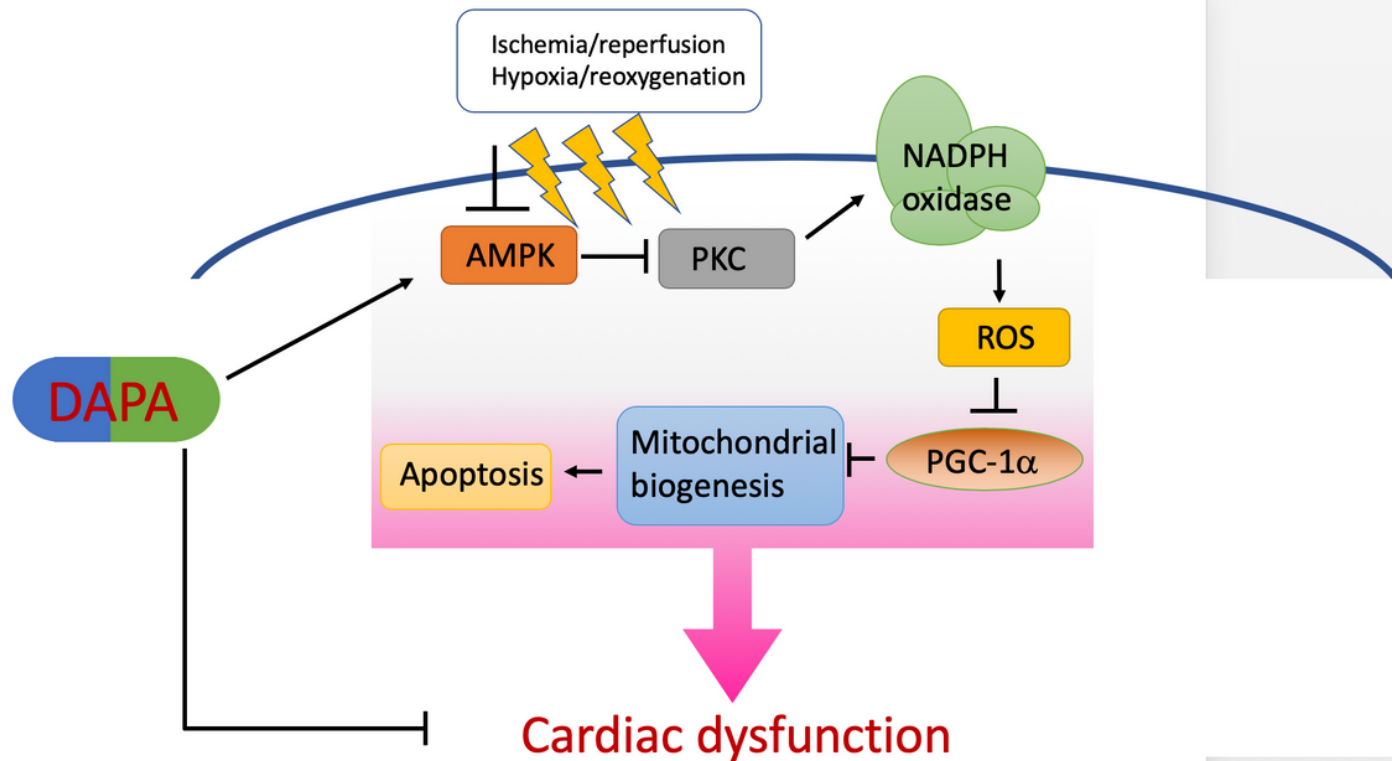 Ischemia/reperfusion
Hypoxia/reoxygenation
NADPH
oxidase
AMPK
PKC
ROS
DAPA
Mitochondrial
biogenesis
Apoptosis
PGC-1α
Cardiac dysfunction